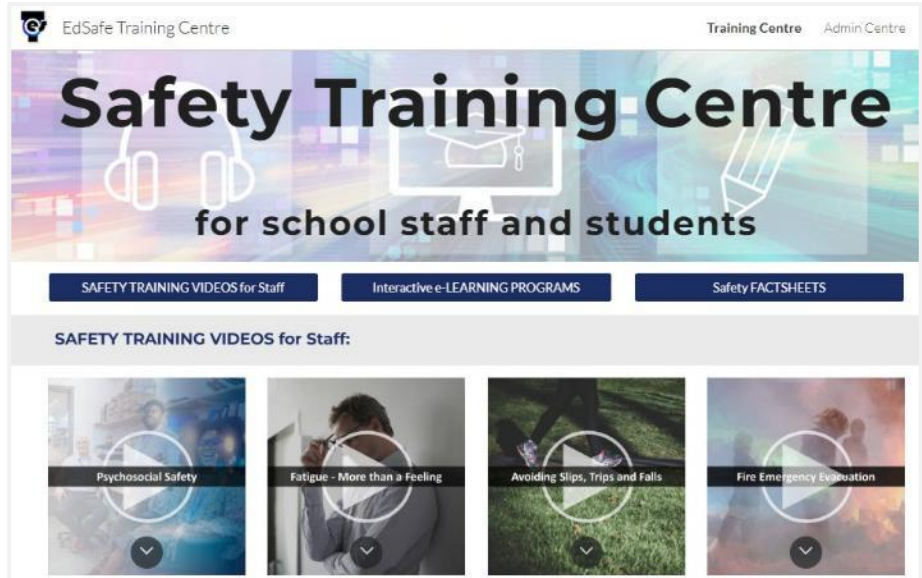 EdSafe Training Centre
Training Centre Admin Centre
Safety Training Centre
for school staff and students
SAFETY TRAINING VIDEOS for Staff
Interactive e-LEARNING PROGRAMS
Safety FACTSHEETS
SAFETY TRAINING VIDEOS for Staff:
Psychosocial Safety
Fatigue - More than a Feeling
Avoiding Slips, Trips and Falls
Fire Emergency Evacuation